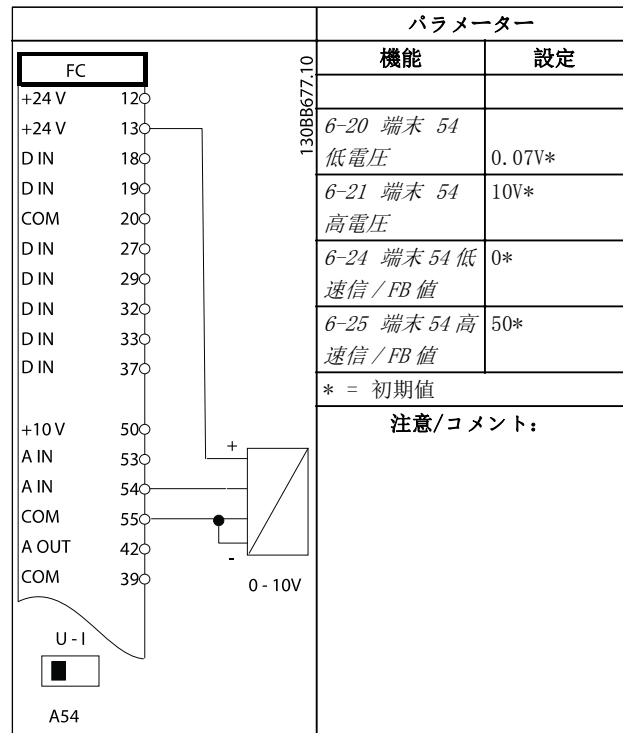 FC
+24 V 12
+24 V 13
D IN 18
D IN 19
COM 20
D IN 27
D IN 29
D IN 32
D IN 33
D IN 37
+10 V 50
A IN 53
A IN 54
COM 55
A OUT 42
COM 39
+
-
0 - 10V
U - I
A54
130BB677.10
パラメーター
機能 設定
6-20 端末 54
低電圧 0.07V*
6-21 端末 54 10V*
高電圧
6-24 端末 54 低 0*
速信/FB 値
6-25 端末 54 高 50*
速信/FB 値
* = 初期値
注意/コメント：